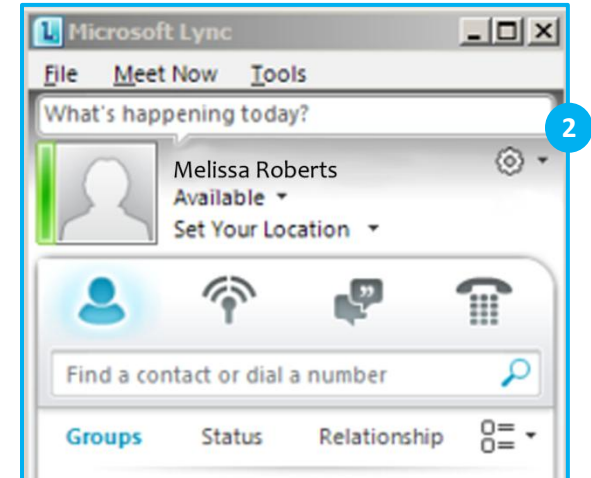 Microsoft Lync
File Meet Now Tools
What's happening today?
2
Melissa Roberts
Available
Set Your Location
Find a contact or dial a number
Groups Status Relationship